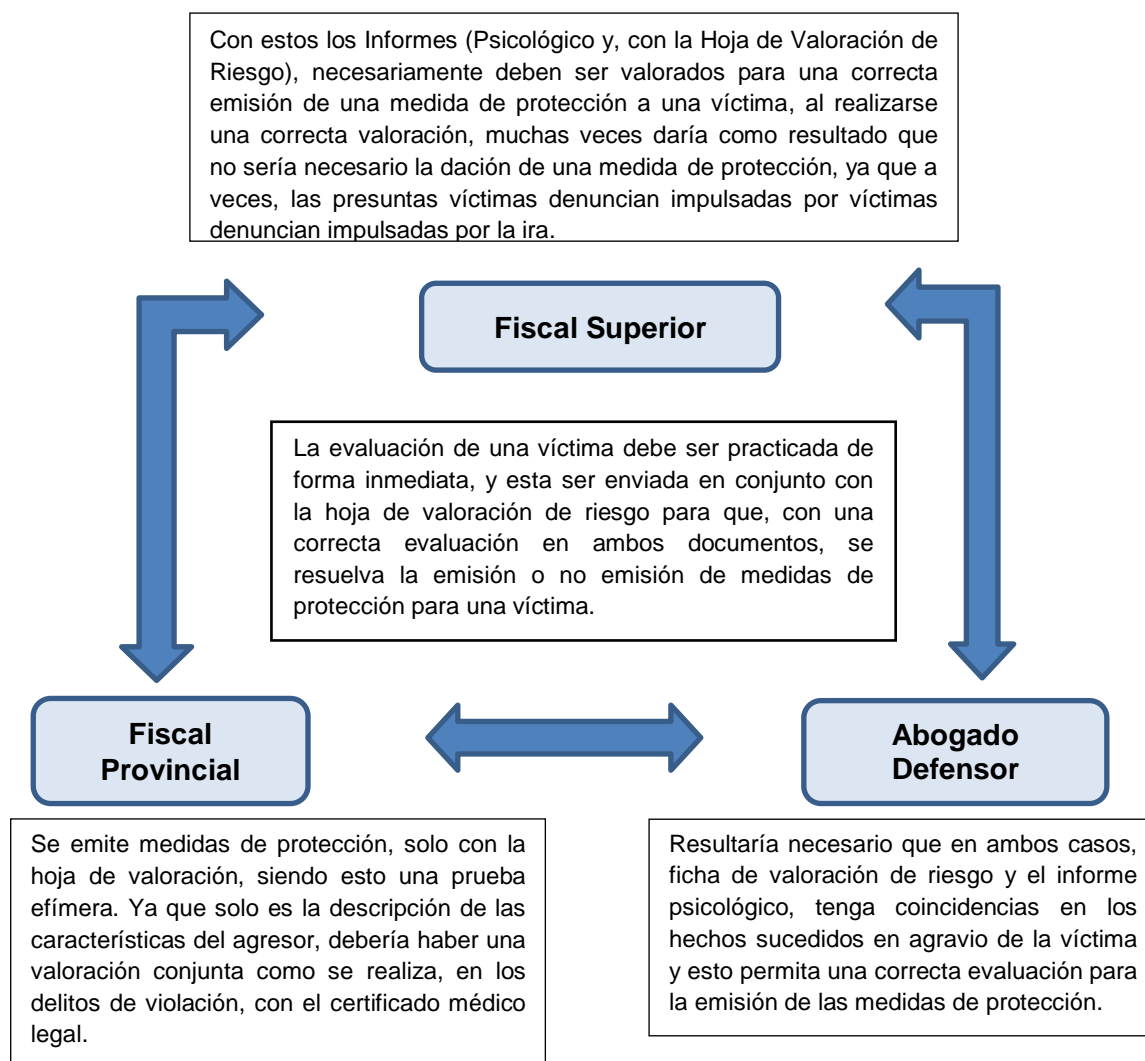 Con estos los Informes (Psicológico y, con la Hoja de Valoración de
Riesgo), necesariamente deben ser valorados para una correcta
emisión de una medida de protección a una víctima, al realizarse
una correcta valoración, muchas veces daría como resultado que
no sería necesario la dación de una medida de protección, ya que a
veces, las presuntas víctimas denuncian impulsadas por víctimas
denuncian impulsadas por la ira.
Fiscal Superior
La evaluación de una víctima debe ser practicada de
forma inmediata, y esta ser enviada en conjunto con
la hoja de valoración de riesgo para que, con una
correcta evaluación en ambos documentos, se
resuelva la emisión o no emisión de medidas de
protección para una víctima.
Fiscal
Provincial
Se emite medidas de protección, solo con la
hoja de valoración, siendo esto una prueba
efímera. Ya que solo es la descripción de las
características del agresor, debería haber una
valoración conjunta como se realiza, en los
delitos de violación, con el certificado médico
legal.
Abogado
Defensor
Resultaría necesario que en ambos casos,
ficha de valoración de riesgo y el informe
psicológico, tenga coincidencias en los
hechos sucedidos en agravio de la víctima
y esto permita una correcta evaluación para
la emisión de las medidas de protección.